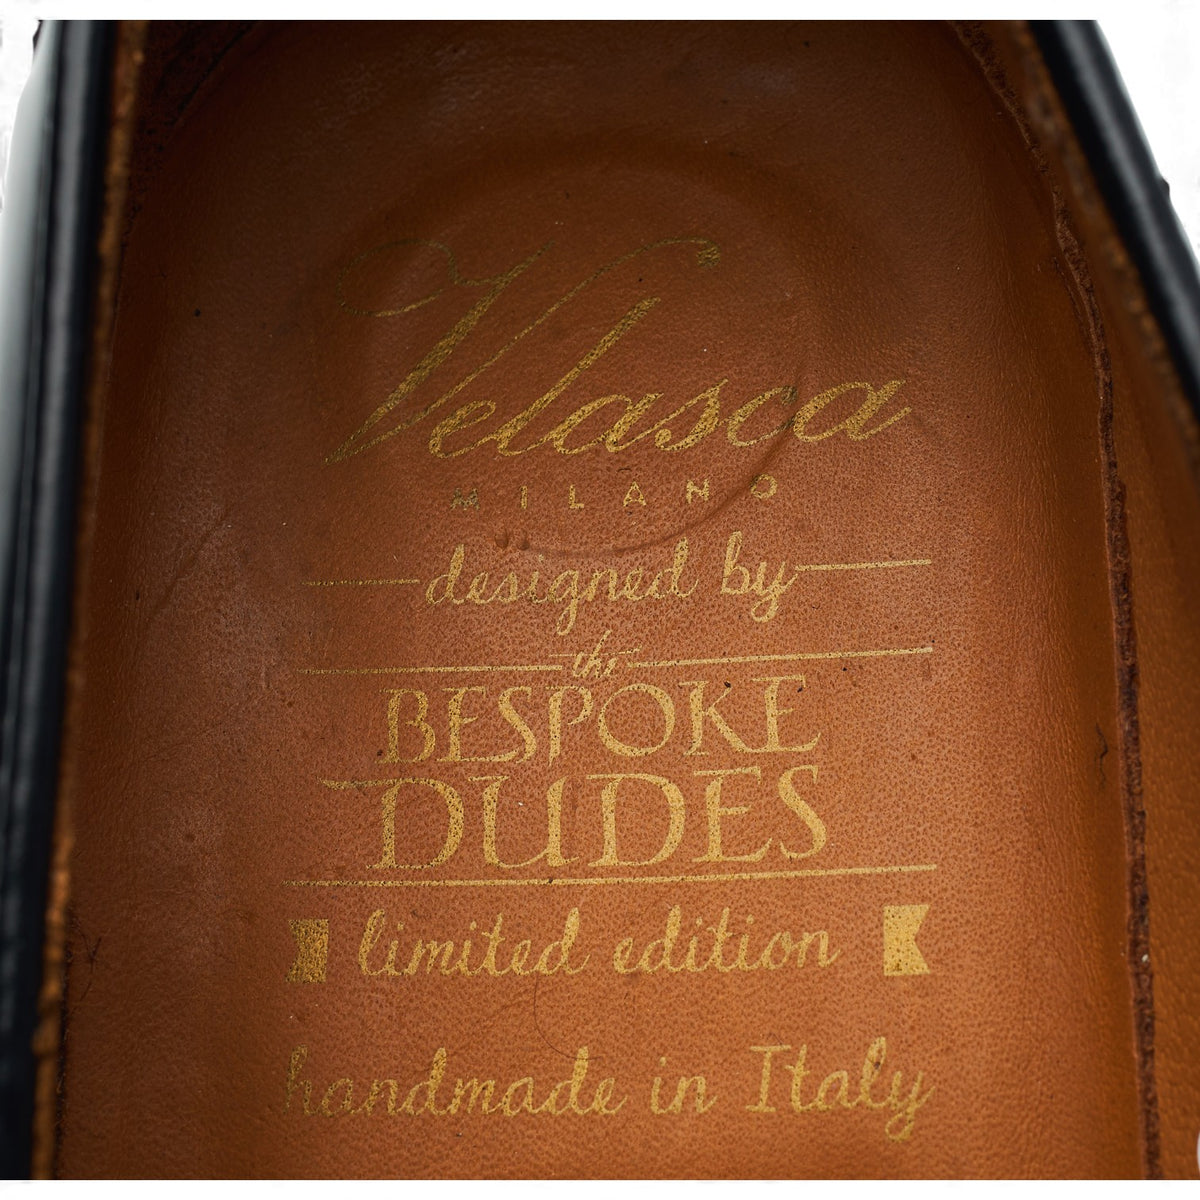 Velasca
MILANO
designed by
the
BESPOKE
DUDES
limited edition
handmade in Italy